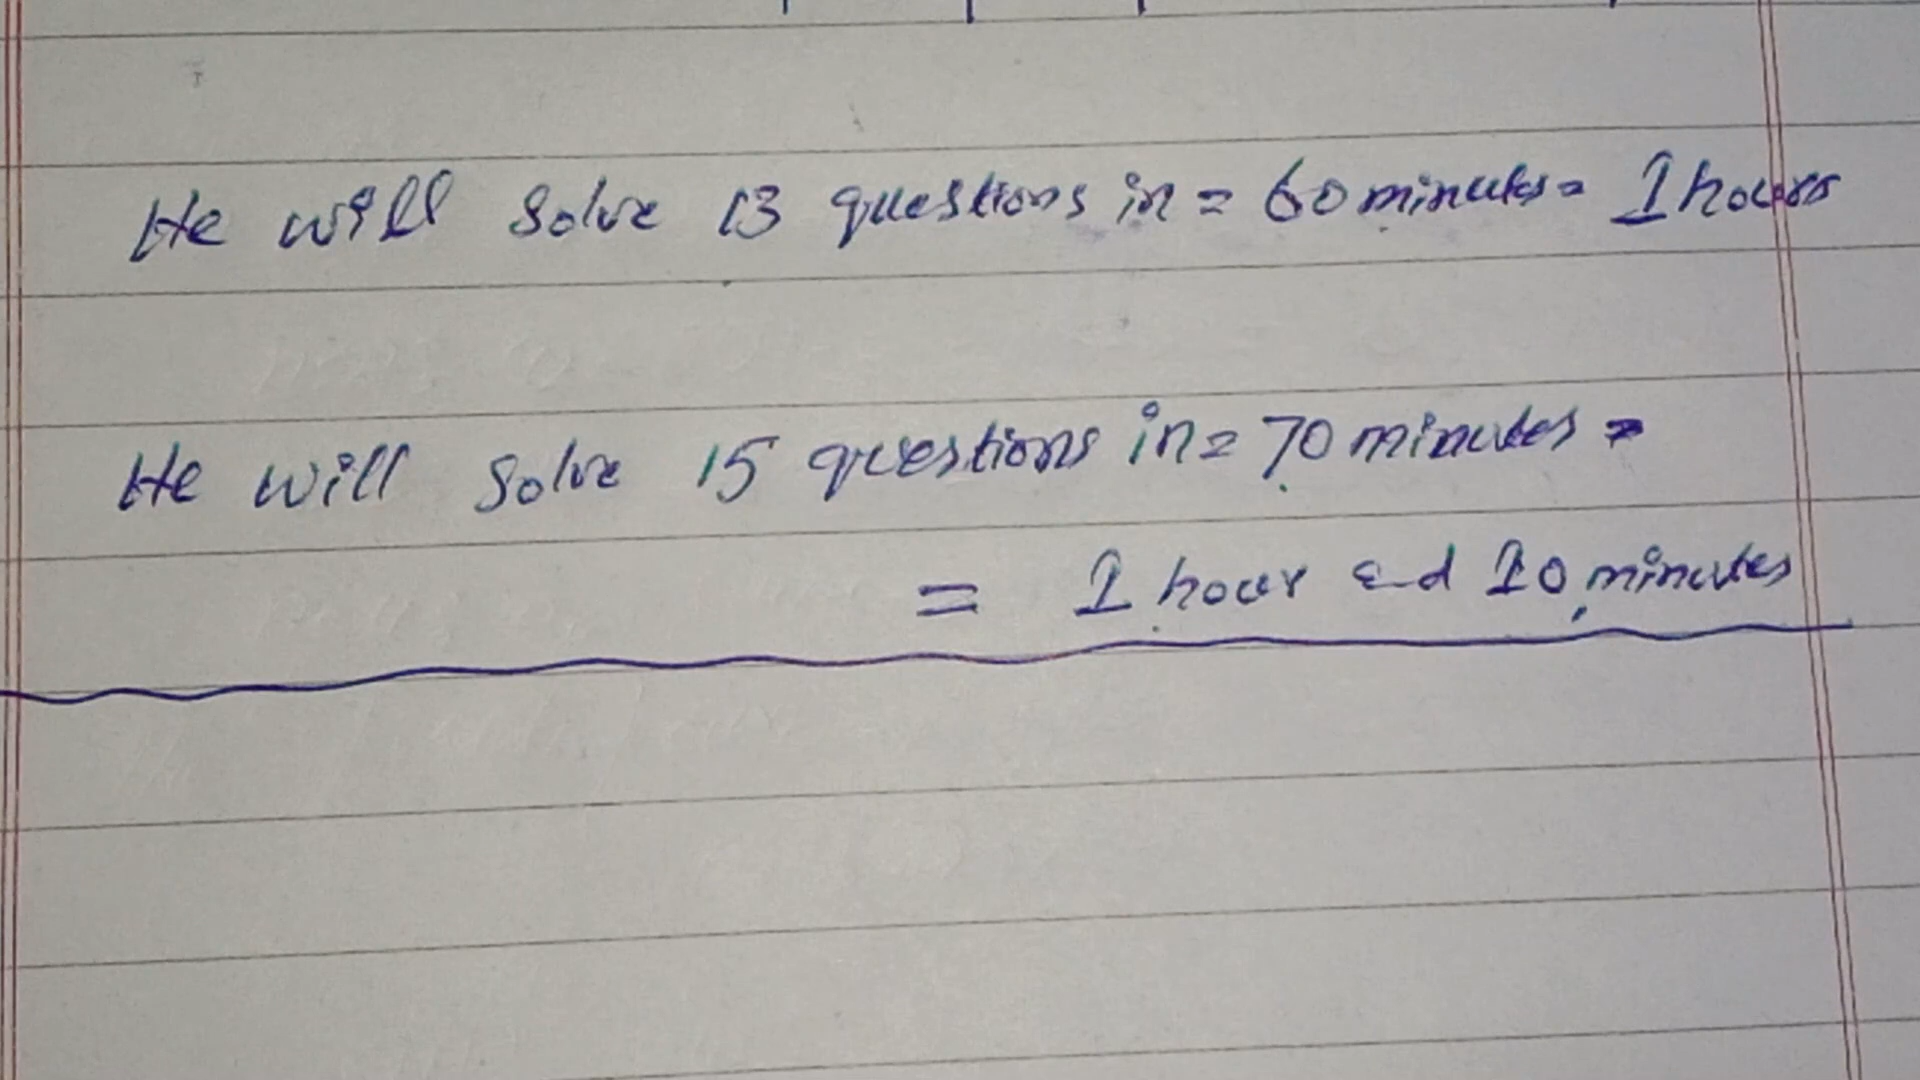 He will solve 13 questions in = 60 minutes = 1 hours
He will solve 15 questions in = 70 minutes =
= 1 hour and 10 minutes